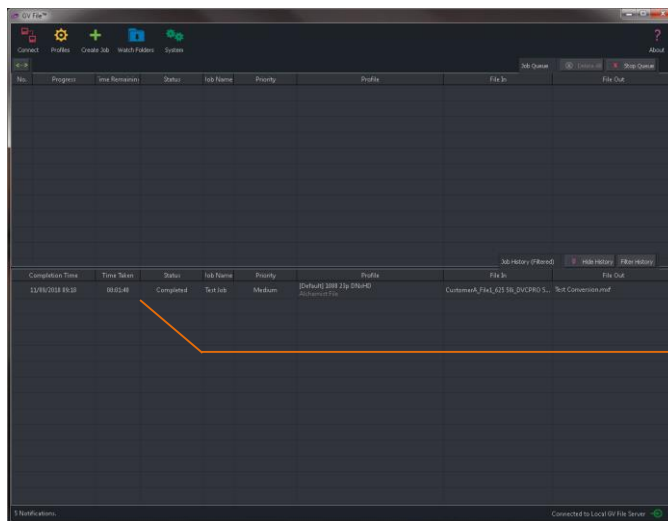 GV File™
Connect Profiles Create Job Watch Folders System About
Job Queue Delete All Stop Queue
No. Progress Time Remaining Status Job Name Priority Profile File In File Out
Job History (Filtered) Hide History Filter History
Completion Time Time Taken Status Job Name Priority Profile File In File Out
[Default] 1080 23p DNxHD
11/09/2018 09:10 00:01:40 Completed Test Job Medium CustomerA_File1_625 50i_DVCPRO 5... Test Conversion.mxf
Alchemist File
5 Notifications. Connected to Local GV File Server